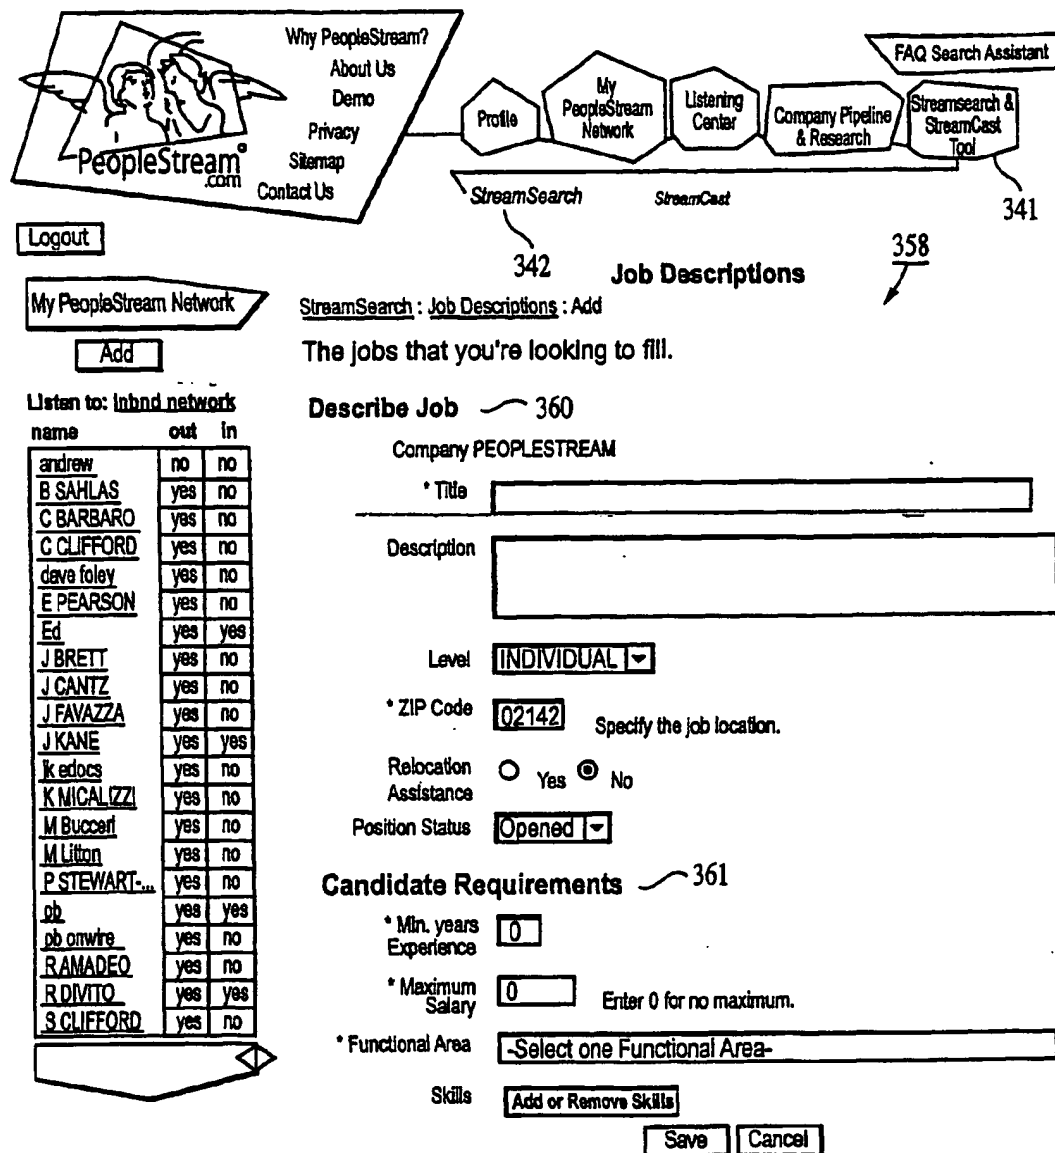 Why PeopleStream?
About Us
Demo
Privacy
Sitemap
Contact Us
PeopleStream
.com
FAQ Search Assistant
Profile
My PeopleStream Network
Listening Center
Company Pipeline & Research
Streamsearch & StreamCast Tool
StreamSearch
StreamCast
341
342
358
Logout
Job Descriptions
My PeopleStream Network
StreamSearch : Job Descriptions : Add
Add
The jobs that you're looking to fill.
Listen to: Inbnd network
name out in
andrew no no
B SAHLAS yes no
C BARBARO yes no
C CLIFFORD yes no
dave foley yes no
E PEARSON yes no
Ed yes yes
J BRETT yes no
J CANTZ yes no
J FAVAZZA yes no
J KANE yes yes
jk edocs yes no
K MICALIZZI yes no
M Bucceri yes no
M Litton yes no
P STEWART-... yes no
pb yes yes
pb onwire yes no
R AMADEO yes no
R DIVITO yes yes
S CLIFFORD yes no
Describe Job 360
Company PEOPLESTREAM
* Title
Description
Level INDIVIDUAL
* ZIP Code 02142 Specify the job location.
Relocation Assistance Yes No
Position Status Opened
Candidate Requirements 361
* Min. years Experience 0
* Maximum Salary 0 Enter 0 for no maximum.
* Functional Area -Select one Functional Area-
Skills Add or Remove Skills
Save Cancel